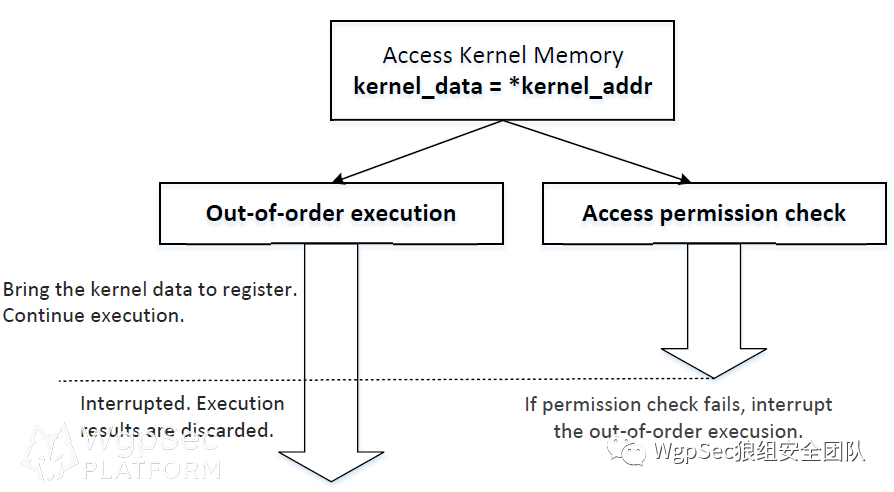 Access Kernel Memory
kernel_data = *kernel_addr
Out-of-order execution
Access permission check
Bring the kernel data to register.
Continue execution.
Interrupted. Execution
results are discarded.
If permission check fails, interrupt
the out-of-order execusion.
WgpSec
PLATFORM
WgpSec狼组安全团队